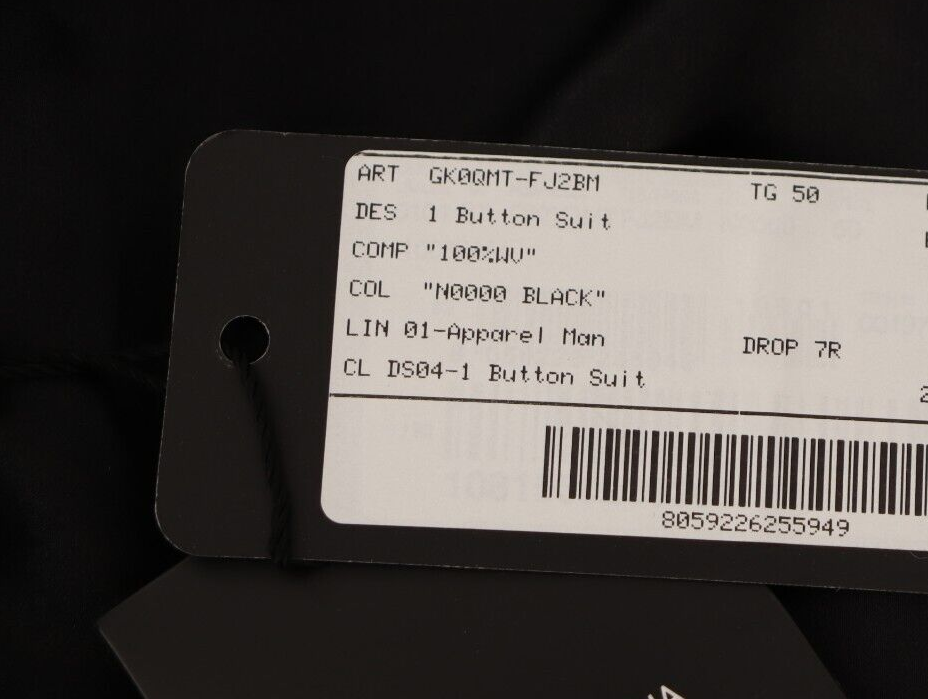 ART GK0QMT-FJ2BM TG 50
DES 1 Button Suit
COMP "100%WV"
COL "N0000 BLACK"
LIN 01-Apparel Man DROP 7R
CL DS04-1 Button Suit
8059226255949